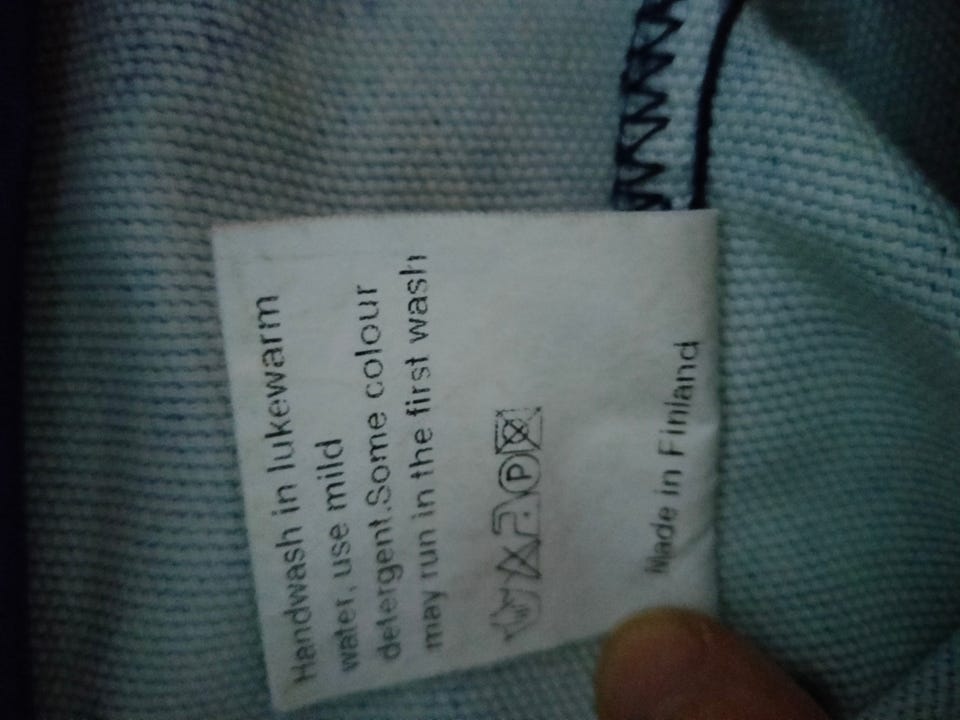 Handwash in lukewarm
water, use mild
detergent.Some colour
may run in the first wash
P
Made in Finland